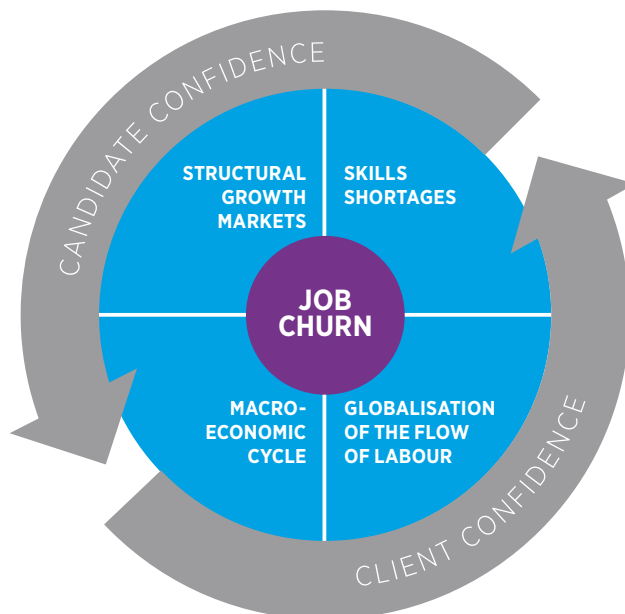 CANDIDATE CONFIDENCE
STRUCTURAL
GROWTH
MARKETS
SKILLS
SHORTAGES
JOB
CHURN
MACRO-
ECONOMIC
CYCLE
GLOBALISATION
OF THE FLOW
OF LABOUR
CLIENT CONFIDENCE